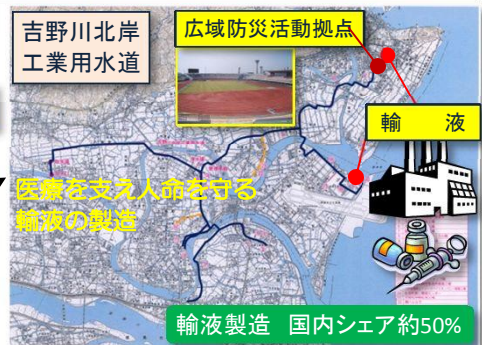 吉野川北岸
工業用水道
広域防災活動拠点
輸　液
医療を支え人命を守る
輸液の製造
輸液製造 国内シェア約50%